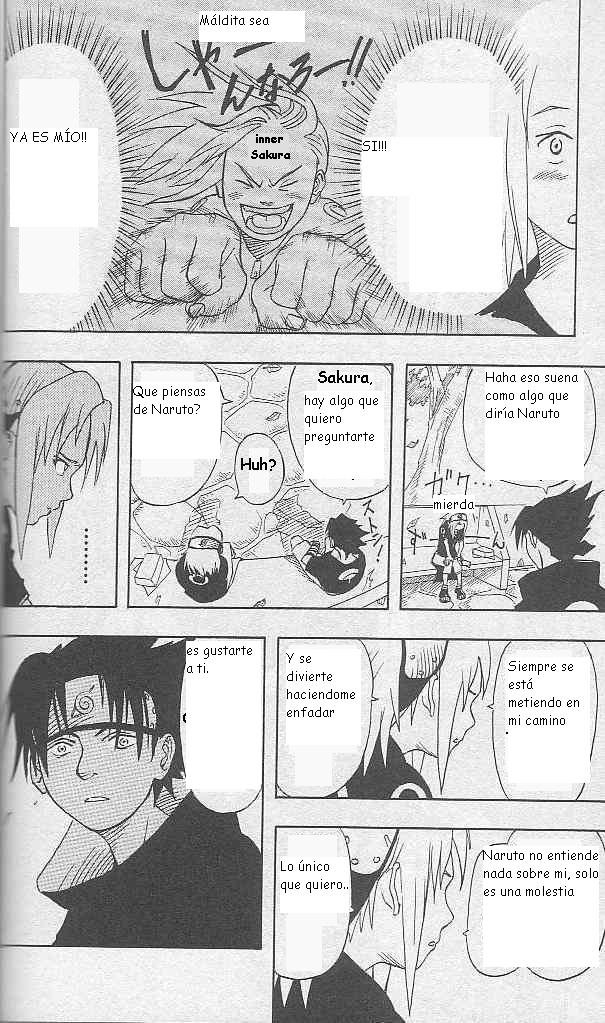 Máldita sea
しゃーんなろー!!
SI!!!
inner
Sakura
YA ES MÍO!!
Haha eso suena
como algo que
diría Naruto
ガク...
mierda
Sakura,
hay algo que
quiero
preguntarte
Huh?
Que piensas
de Naruto?
........
Siempre se
está
metiendo en
mi camino
Y se
divierte
haciendome
enfadar
Naruto no entiende
nada sobre mi, solo
es una molestia
Lo único
que quiero..
es gustarte
a ti.